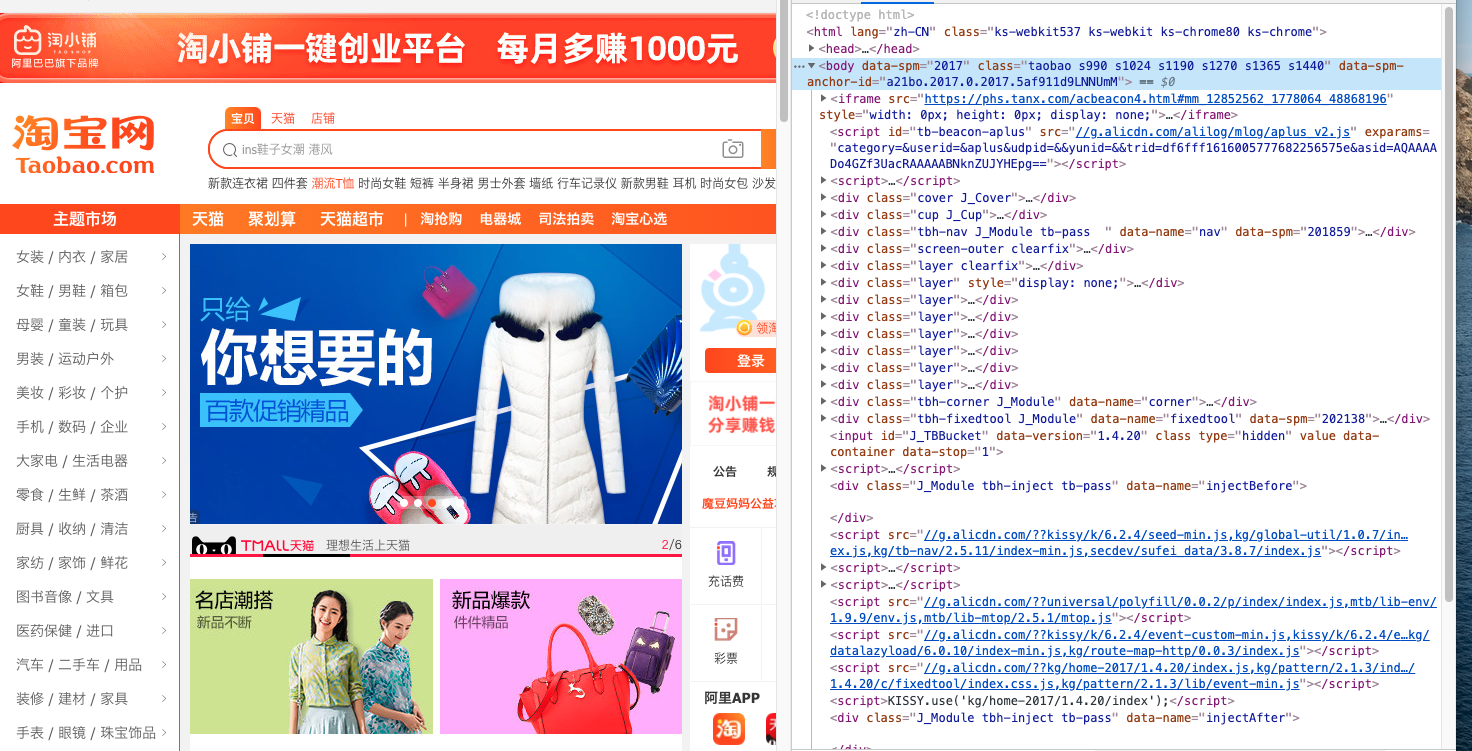 淘小铺
TAOSHOP
阿里巴巴旗下品牌
淘小铺一键创业平台 每月多赚1000元
淘宝网
Taobao.com
宝贝 天猫 店铺
ins鞋子女潮 港风
新款连衣裙 四件套 潮流T恤 时尚女鞋 短裤 半身裙 男士外套 墙纸 行车记录仪 新款男鞋 耳机 时尚女包 沙发
主题市场 天猫 聚划算 天猫超市 | 淘抢购 电器城 司法拍卖 淘宝心选
女装 / 内衣 / 家居
女鞋 / 男鞋 / 箱包
母婴 / 童装 / 玩具
男装 / 运动户外
美妆 / 彩妆 / 个护
手机 / 数码 / 企业
大家电 / 生活电器
零食 / 生鲜 / 茶酒
厨具 / 收纳 / 清洁
家纺 / 家饰 / 鲜花
图书音像 / 文具
医药保健 / 进口
汽车 / 二手车 / 用品
装修 / 建材 / 家具
手表 / 眼镜 / 珠宝饰品
只给
你想要的
百款促销精品
TMALL天猫 理想生活上天猫 2/6
名店潮搭
新品不断
新品爆款
件件精品
登录
淘小铺一
分享赚钱
公告
魔豆妈妈公益
充话费
彩票
阿里APP
淘
<!doctype html>
<html lang="zh-CN" class="ks-webkit537 ks-webkit ks-chrome80 ks-chrome">
<head>…</head>
<body data-spm="2017" class="taobao s990 s1024 s1190 s1270 s1365 s1440" data-spm-
anchor-id="a21bo.2017.0.2017.5af911d9LNNUmM"> == $0
<iframe src="https://phs.tanx.com/acbeacon4.html#mm_12852562_1778064_48868196"
style="width: 0px; height: 0px; display: none;">…</iframe>
<script id="tb-beacon-aplus" src="//g.alicdn.com/alilog/mlog/aplus_v2.js" exparams=
"category=&userid=&aplus&udpid=&&yunid=&&trid=df6fff1616005777682256575e&asid=AQAAAA
Do4GZf3UacRAAAAABNknZUJYHEpg=="></script>
<script>…</script>
<div class="cover J_Cover">…</div>
<div class="cup J_Cup">…</div>
<div class="tbh-nav J_Module tb-pass  " data-name="nav" data-spm="201859">…</div>
<div class="screen-outer clearfix">…</div>
<div class="layer clearfix">…</div>
<div class="layer" style="display: none;">…</div>
<div class="layer">…</div>
<div class="layer">…</div>
<div class="layer">…</div>
<div class="layer">…</div>
<div class="layer">…</div>
<div class="layer">…</div>
<div class="tbh-corner J_Module" data-name="corner">…</div>
<div class="tbh-fixedtool J_Module" data-name="fixedtool" data-spm="202138">…</div>
<input id="J_TBBucket" data-version="1.4.20" class type="hidden" value data-
container data-stop="1">
<script>…</script>
<div class="J_Module tbh-inject tb-pass" data-name="injectBefore">
</div>
<script src="//g.alicdn.com/??kissy/k/6.2.4/seed-min.js,kg/global-util/1.0.7/in…
ex.js,kg/tb-nav/2.5.11/index-min.js,secdev/sufei_data/3.8.7/index.js"></script>
<script>…</script>
<script>…</script>
<script src="//g.alicdn.com/??universal/polyfill/0.0.2/p/index/index.js,mtb/lib-env/
1.9.9/env.js,mtb/lib-mtop/2.5.1/mtop.js"></script>
<script src="//g.alicdn.com/??kissy/k/6.2.4/event-custom-min.js,kissy/k/6.2.4/e…kg/
datalazyload/6.0.10/index-min.js,kg/route-map-http/0.0.3/index.js"></script>
<script src="//g.alicdn.com/??kg/home-2017/1.4.20/index.js,kg/pattern/2.1.3/ind…/
1.4.20/c/fixedtool/index.css.js,kg/pattern/2.1.3/lib/event-min.js"></script>
<script>KISSY.use('kg/home-2017/1.4.20/index');</script>
<div class="J_Module tbh-inject tb-pass" data-name="injectAfter">